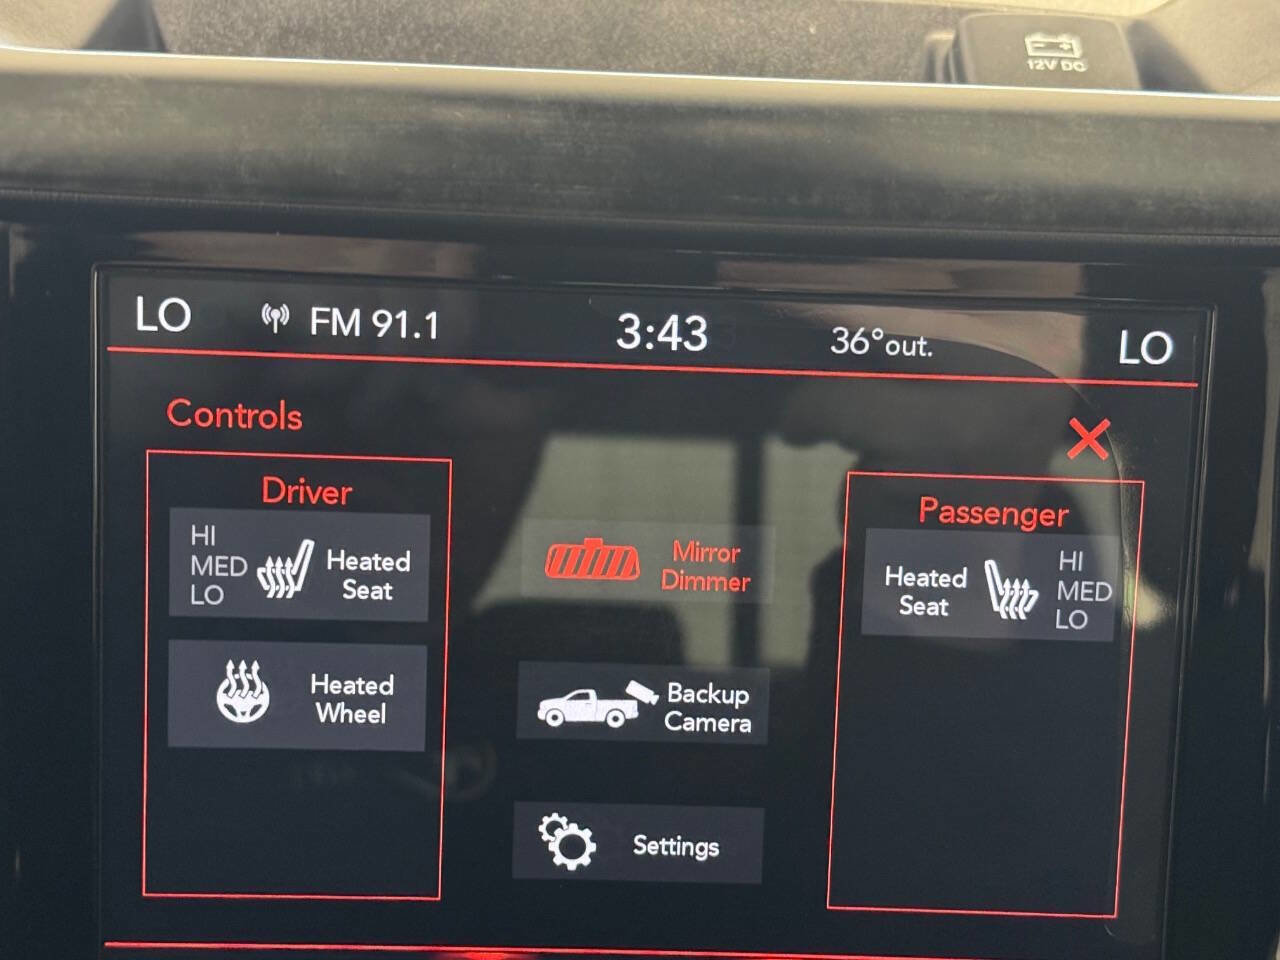 12V DC
LO FM 91.1 3:43 36°out. LO
Controls
Driver
HI
MED
LO
Heated
Seat
Heated
Wheel
Mirror
Dimmer
Backup
Camera
Settings
Passenger
Heated
Seat
HI
MED
LO